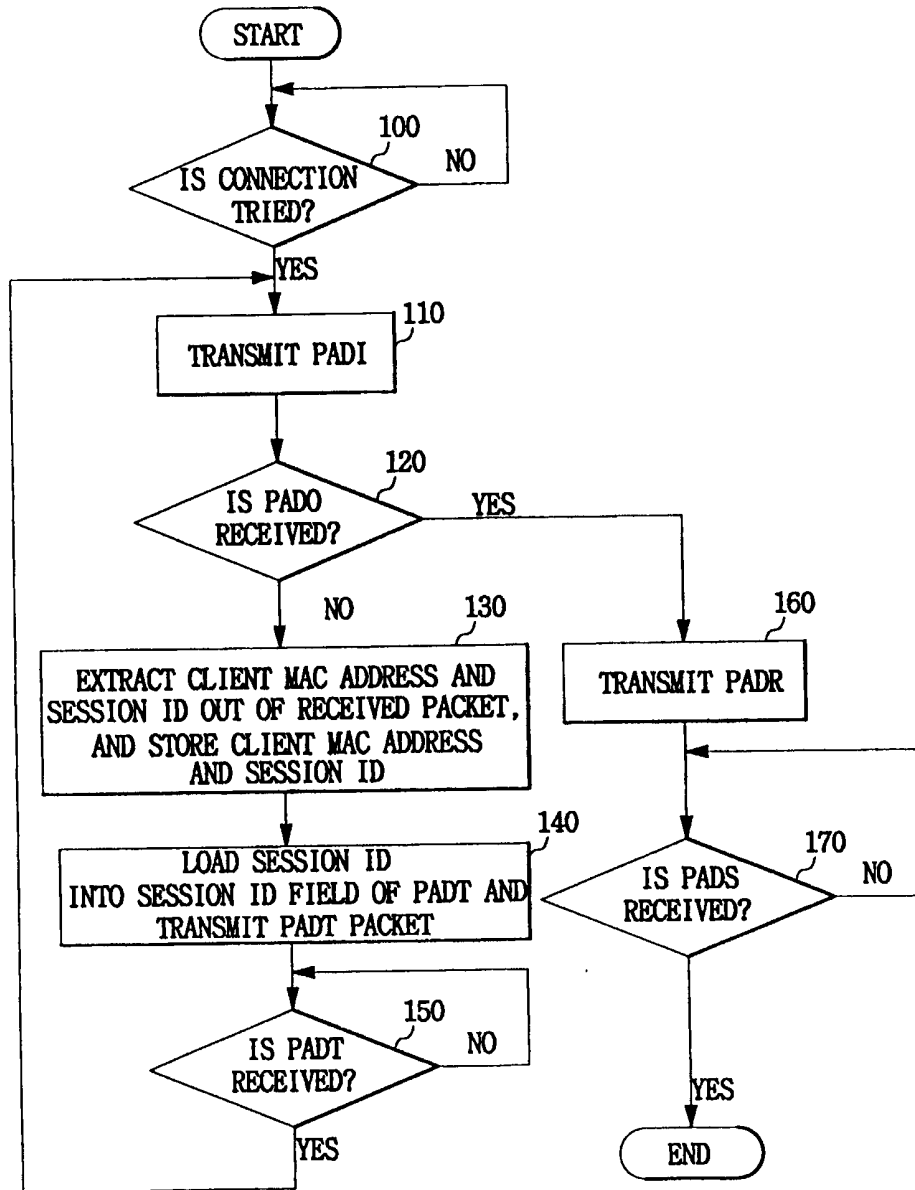 START
100
IS CONNECTION
TRIED?
NO
YES
110
TRANSMIT PADI
120
IS PADO
RECEIVED?
YES
NO
130
EXTRACT CLIENT MAC ADDRESS AND
SESSION ID OUT OF RECEIVED PACKET,
AND STORE CLIENT MAC ADDRESS
AND SESSION ID
160
TRANSMIT PADR
140
LOAD SESSION ID
INTO SESSION ID FIELD OF PADT AND
TRANSMIT PADT PACKET
170
IS PADS
RECEIVED?
NO
150
IS PADT
RECEIVED?
NO
YES
YES
END